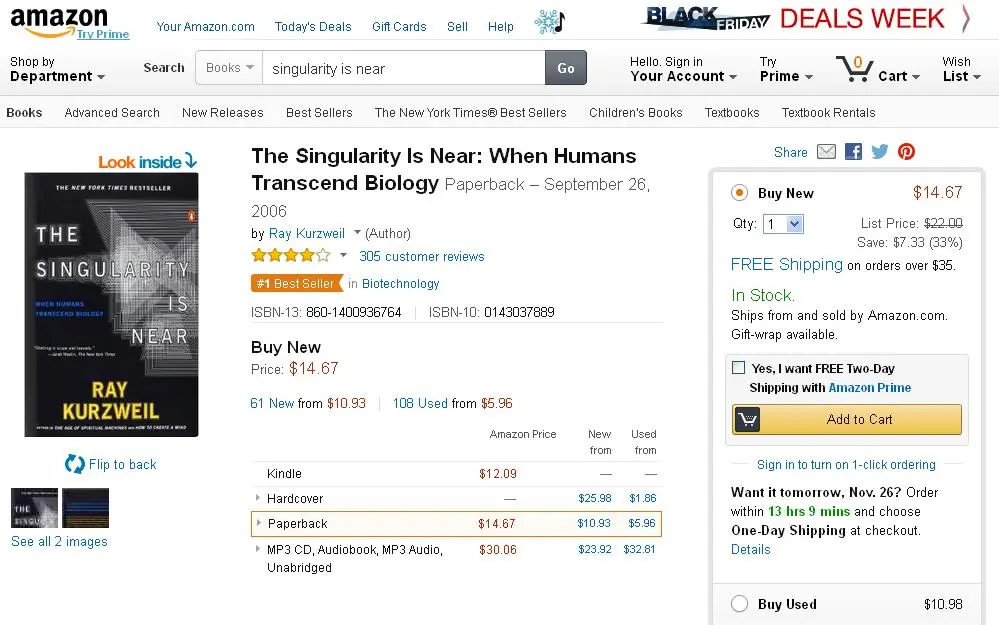 amazon
Try Prime
Your Amazon.com Today's Deals Gift Cards Sell Help
BLACK FRIDAY DEALS WEEK
Shop by
Department
Search Books singularity is near Go
Hello. Sign in
Your Account
Try
Prime
0
Cart
Wish
List
Books Advanced Search New Releases Best Sellers The New York Times® Best Sellers Children's Books Textbooks Textbook Rentals
Look inside
THE NEW YORK TIMES BESTSELLER
THE
SINGULARITY
IS
NEAR
WHEN HUMANS
TRANSCEND BIOLOGY
RAY
KURZWEIL
AUTHOR OF THE AGE OF SPIRITUAL MACHINES AND HOW TO CREATE A MIND
Flip to back
See all 2 images
The Singularity Is Near: When Humans
Transcend Biology Paperback – September 26,
2006
by Ray Kurzweil (Author)
305 customer reviews
#1 Best Seller in Biotechnology
ISBN-13: 860-1400936764 ISBN-10: 0143037889
Buy New
Price: $14.67
61 New from $10.93 108 Used from $5.96
Amazon Price New from Used from
Kindle $12.09 — —
Hardcover — $25.98 $1.86
Paperback $14.67 $10.93 $5.96
MP3 CD, Audiobook, MP3 Audio, $30.06 $23.92 $32.81
Unabridged
Share
Buy New $14.67
Qty: 1 List Price: $22.00
Save: $7.33 (33%)
FREE Shipping on orders over $35.
In Stock.
Ships from and sold by Amazon.com.
Gift-wrap available.
Yes, I want FREE Two-Day
Shipping with Amazon Prime
Add to Cart
Sign in to turn on 1-click ordering
Want it tomorrow, Nov. 26? Order
within 13 hrs 9 mins and choose
One-Day Shipping at checkout.
Details
Buy Used $10.98